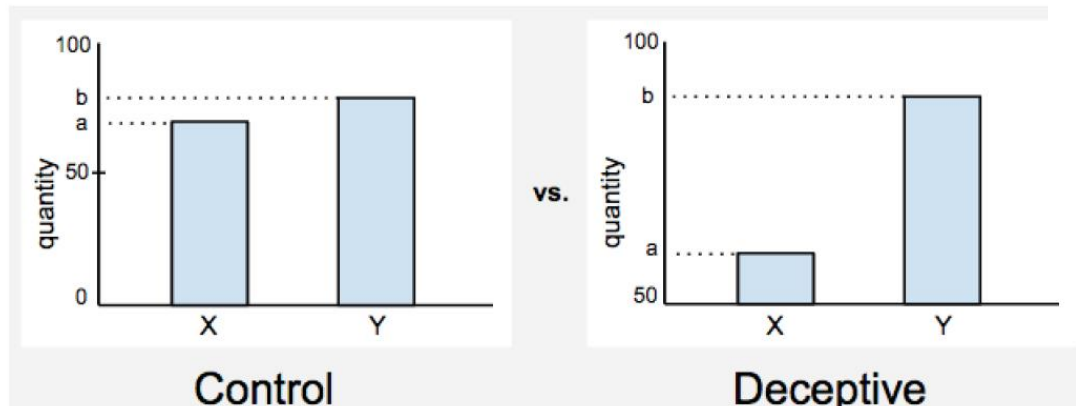 100
b
a
50
0
quantity
X Y
Control
vs.
100
b
a
50
quantity
X Y
Deceptive